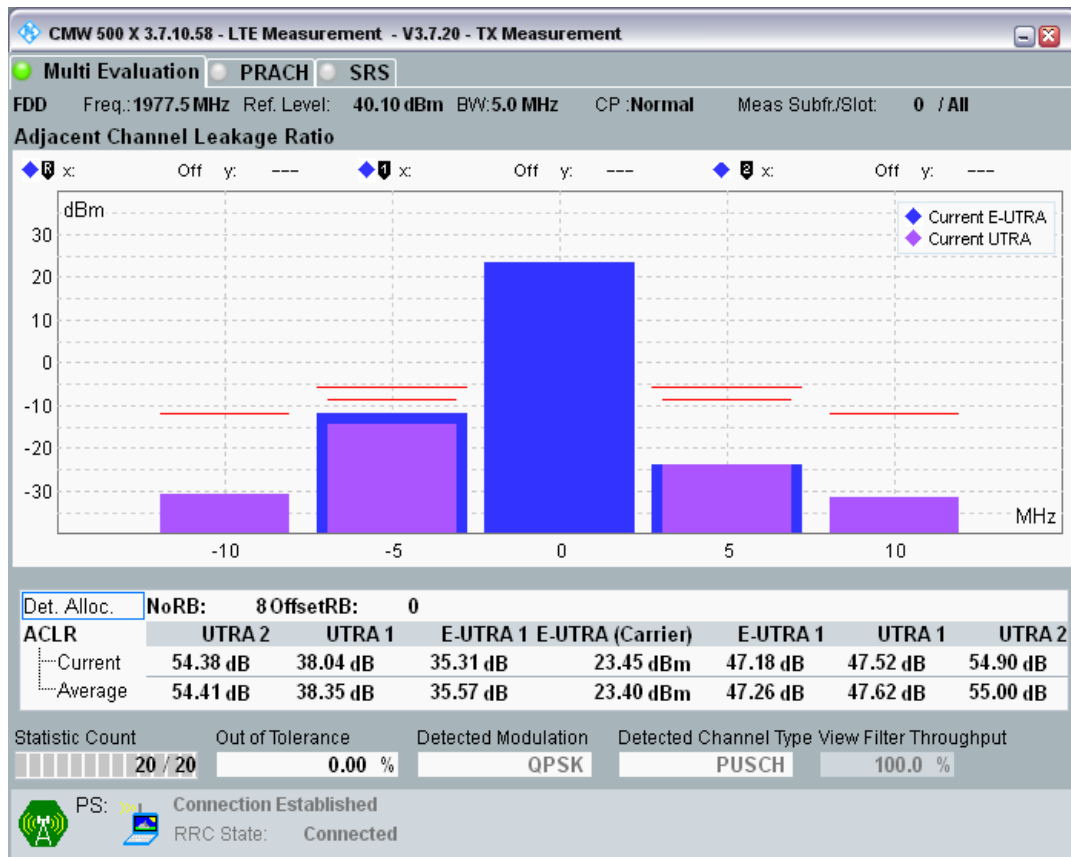 CMW 500 X 3.7.10.58 - LTE Measurement - V3.7.20 - TX Measurement
Multi Evaluation PRACH SRS
FDD Freq.:1977.5 MHz Ref. Level: 40.10 dBm BW:5.0 MHz CP :Normal Meas Subfr./Slot: 0 / All
Adjacent Channel Leakage Ratio
R x: Off y: --- 1 x: Off y: --- 2 x: Off y: ---
dBm
Current E-UTRA
Current UTRA
30
20
10
0
-10
-20
-30
MHz
-10 -5 0 5 10
Det. Alloc. NoRB: 8 OffsetRB: 0
ACLR UTRA 2 UTRA 1 E-UTRA 1 E-UTRA (Carrier) E-UTRA 1 UTRA 1 UTRA 2
Current 54.38 dB 38.04 dB 35.31 dB 23.45 dBm 47.18 dB 47.52 dB 54.90 dB
Average 54.41 dB 38.35 dB 35.57 dB 23.40 dBm 47.26 dB 47.62 dB 55.00 dB
Statistic Count Out of Tolerance Detected Modulation Detected Channel Type View Filter Throughput
20 / 20 0.00 % QPSK PUSCH 100.0 %
PS: Connection Established
RRC State: Connected